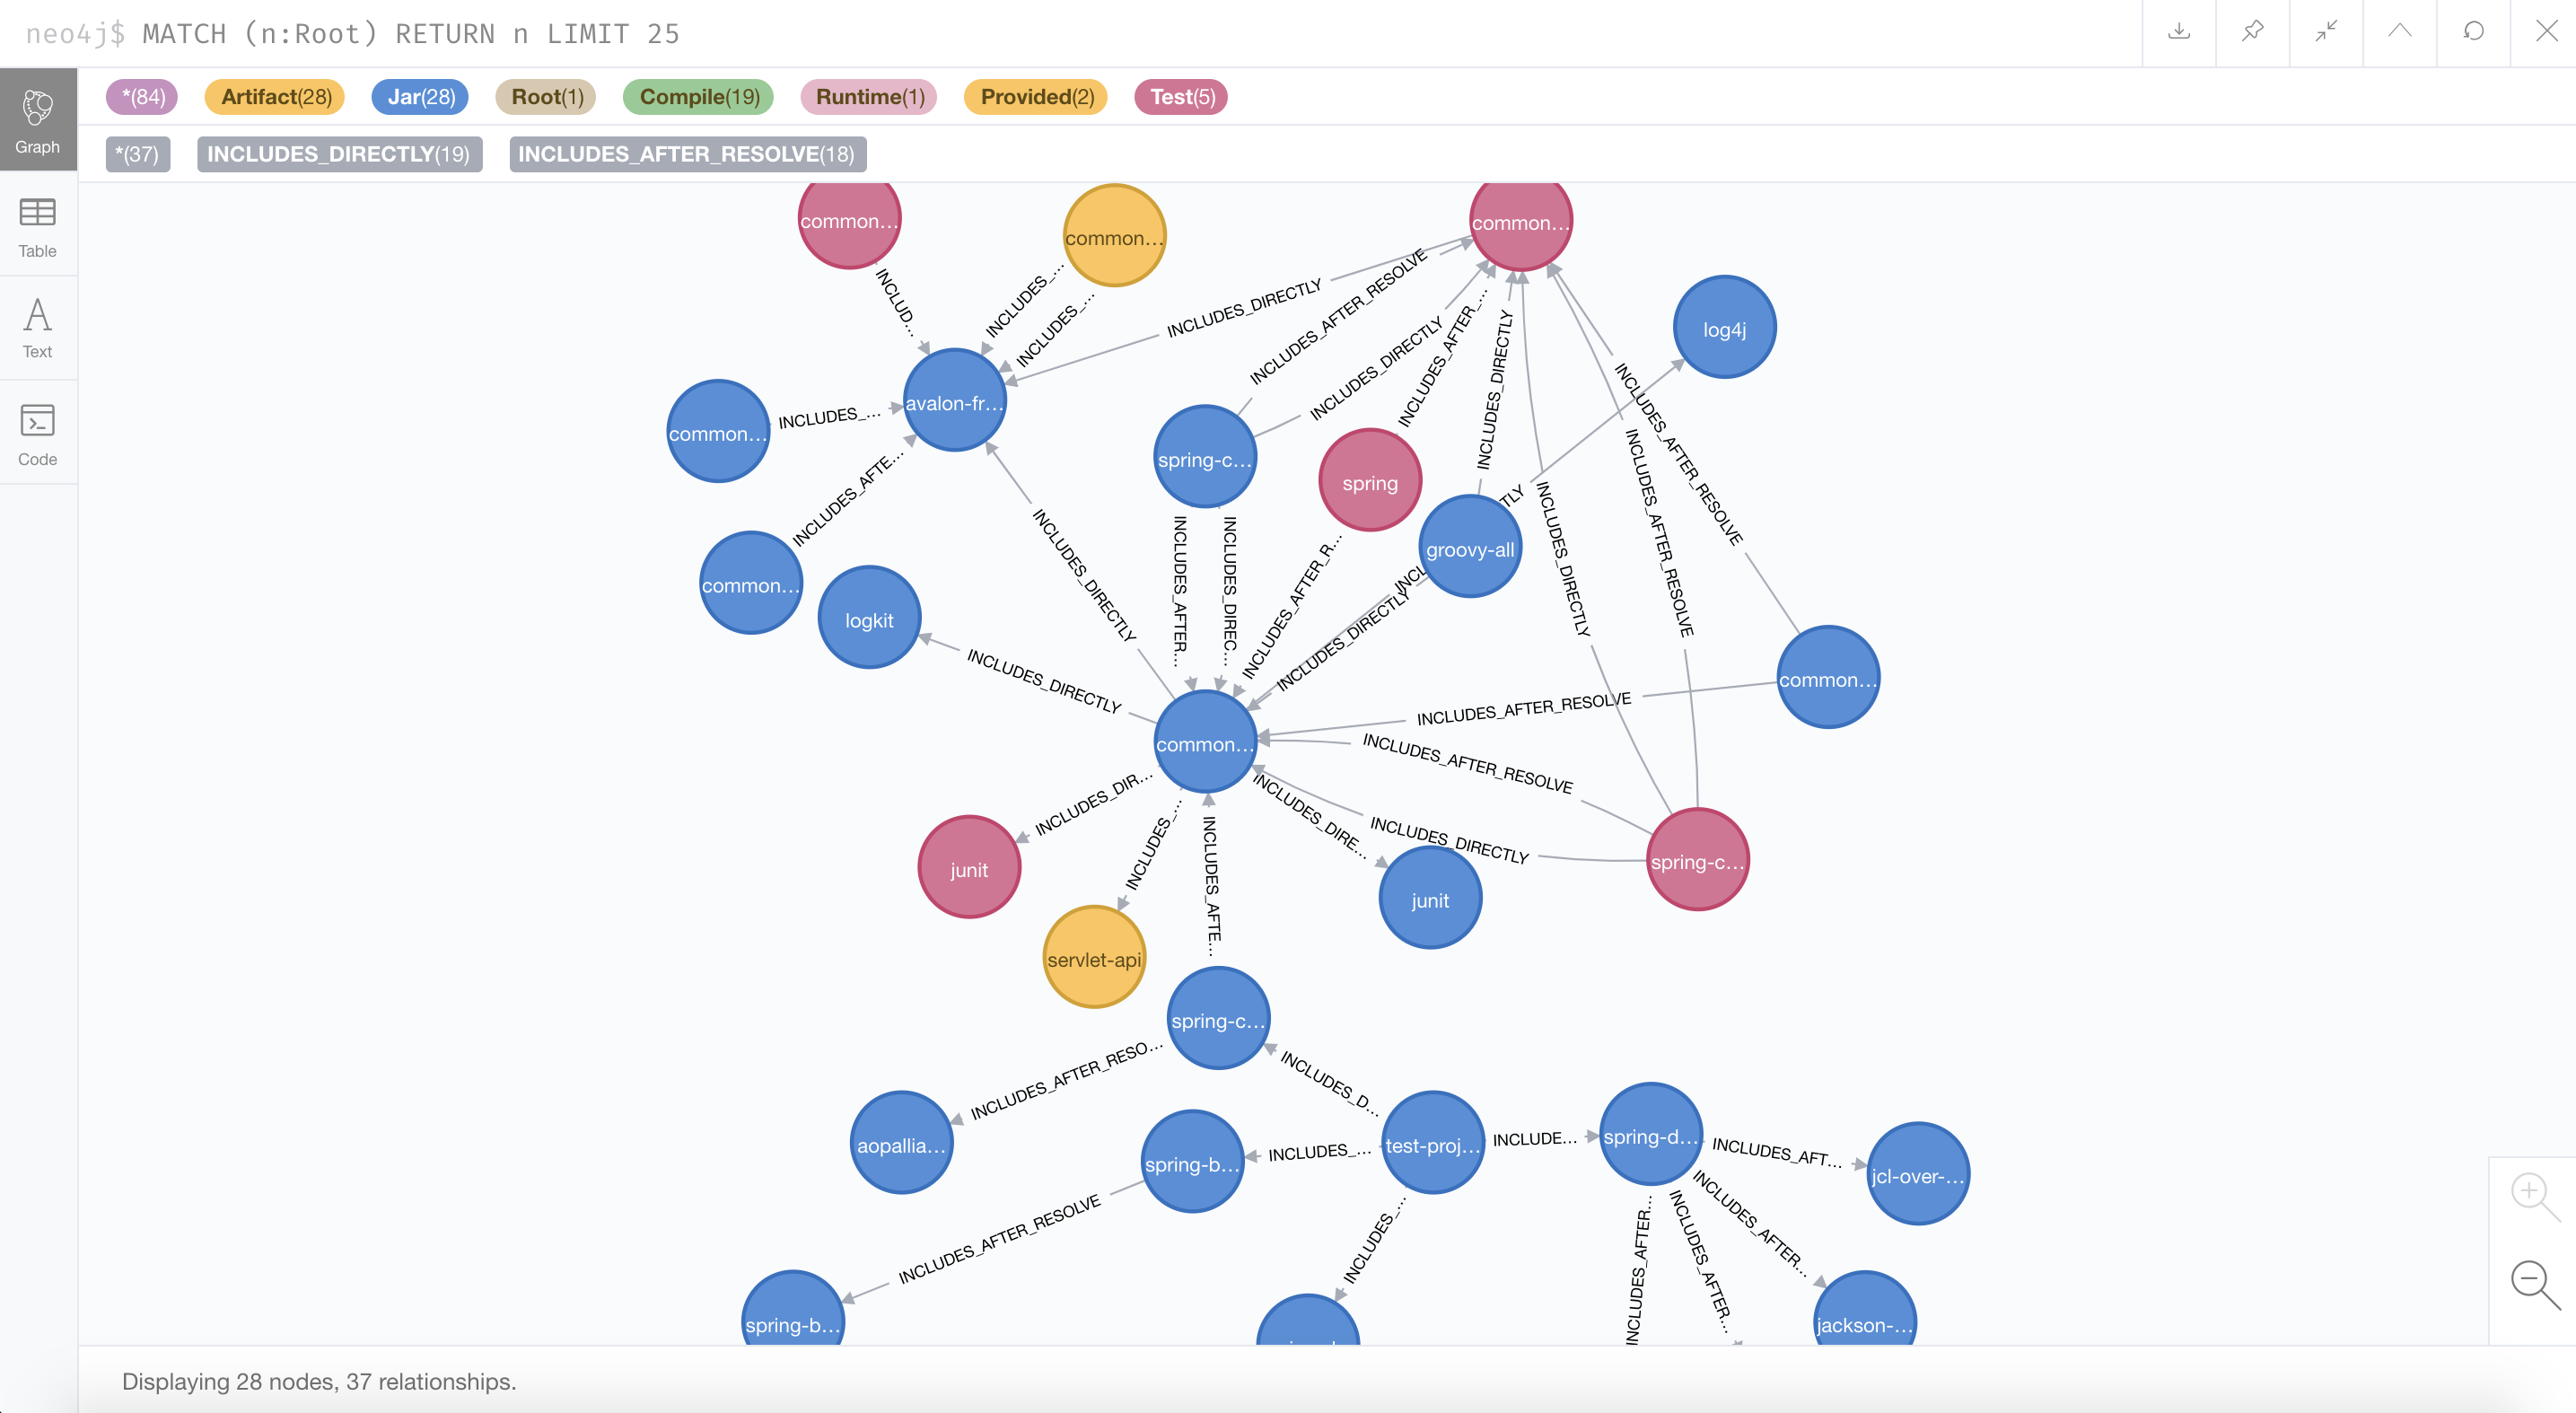 neo4j$ MATCH (n:Root) RETURN n LIMIT 25
*(84) Artifact(28) Jar(28) Root(1) Compile(19) Runtime(1) Provided(2) Test(5)
*(37) INCLUDES_DIRECTLY(19) INCLUDES_AFTER_RESOLVE(18)
Graph
Table
Text
Code
common...
common...
common...
INCLUD...
INCLUDES_...
INCLUDES_...
INCLUDES_DIRECTLY
INCLUDES_AFTER_RESOLVE
INCLUDES_DIRECTLY
INCLUDES_AFTER_...
INCLUDES_DIRECTLY
log4j
avalon-fr...
common...
INCLUDES_...
INCLUDES_AFTE...
spring-c...
spring
TLY
groovy-all
INCL
INCLUDES_AFTER_RESOLVE
INCLUDES_AFTER_RESOLVE
INCLUDES_DIRECTLY
INCLUDES_DIRECTLY
INCLUDES_AFTER...
INCLUDES_DIREC...
INCLUDES_AFTER_R...
INCLUDES_DIRECTLY
common...
logkit
INCLUDES_DIRECTLY
common...
INCLUDES_AFTER_RESOLVE
common...
INCLUDES_AFTER_RESOLVE
INCLUDES_DIR...
INCLUDES_...
INCLUDES_AFTE...
INCLUDES_DIRE...
INCLUDES_DIRECTLY
spring-c...
junit
junit
servlet-api
spring-c...
INCLUDES_AFTER_RESO...
INCLUDES_D...
aopallia...
spring-b...
INCLUDES_...
test-proj...
INCLUDE...
spring-d...
INCLUDES_AFT...
jcl-over-...
INCLUDES_AFTER_RESOLVE
INCLUDES_...
INCLUDES_AFTER...
INCLUDES_AFTER...
INCLUDES_AFTER...
spring-b...
jackson-...
Displaying 28 nodes, 37 relationships.